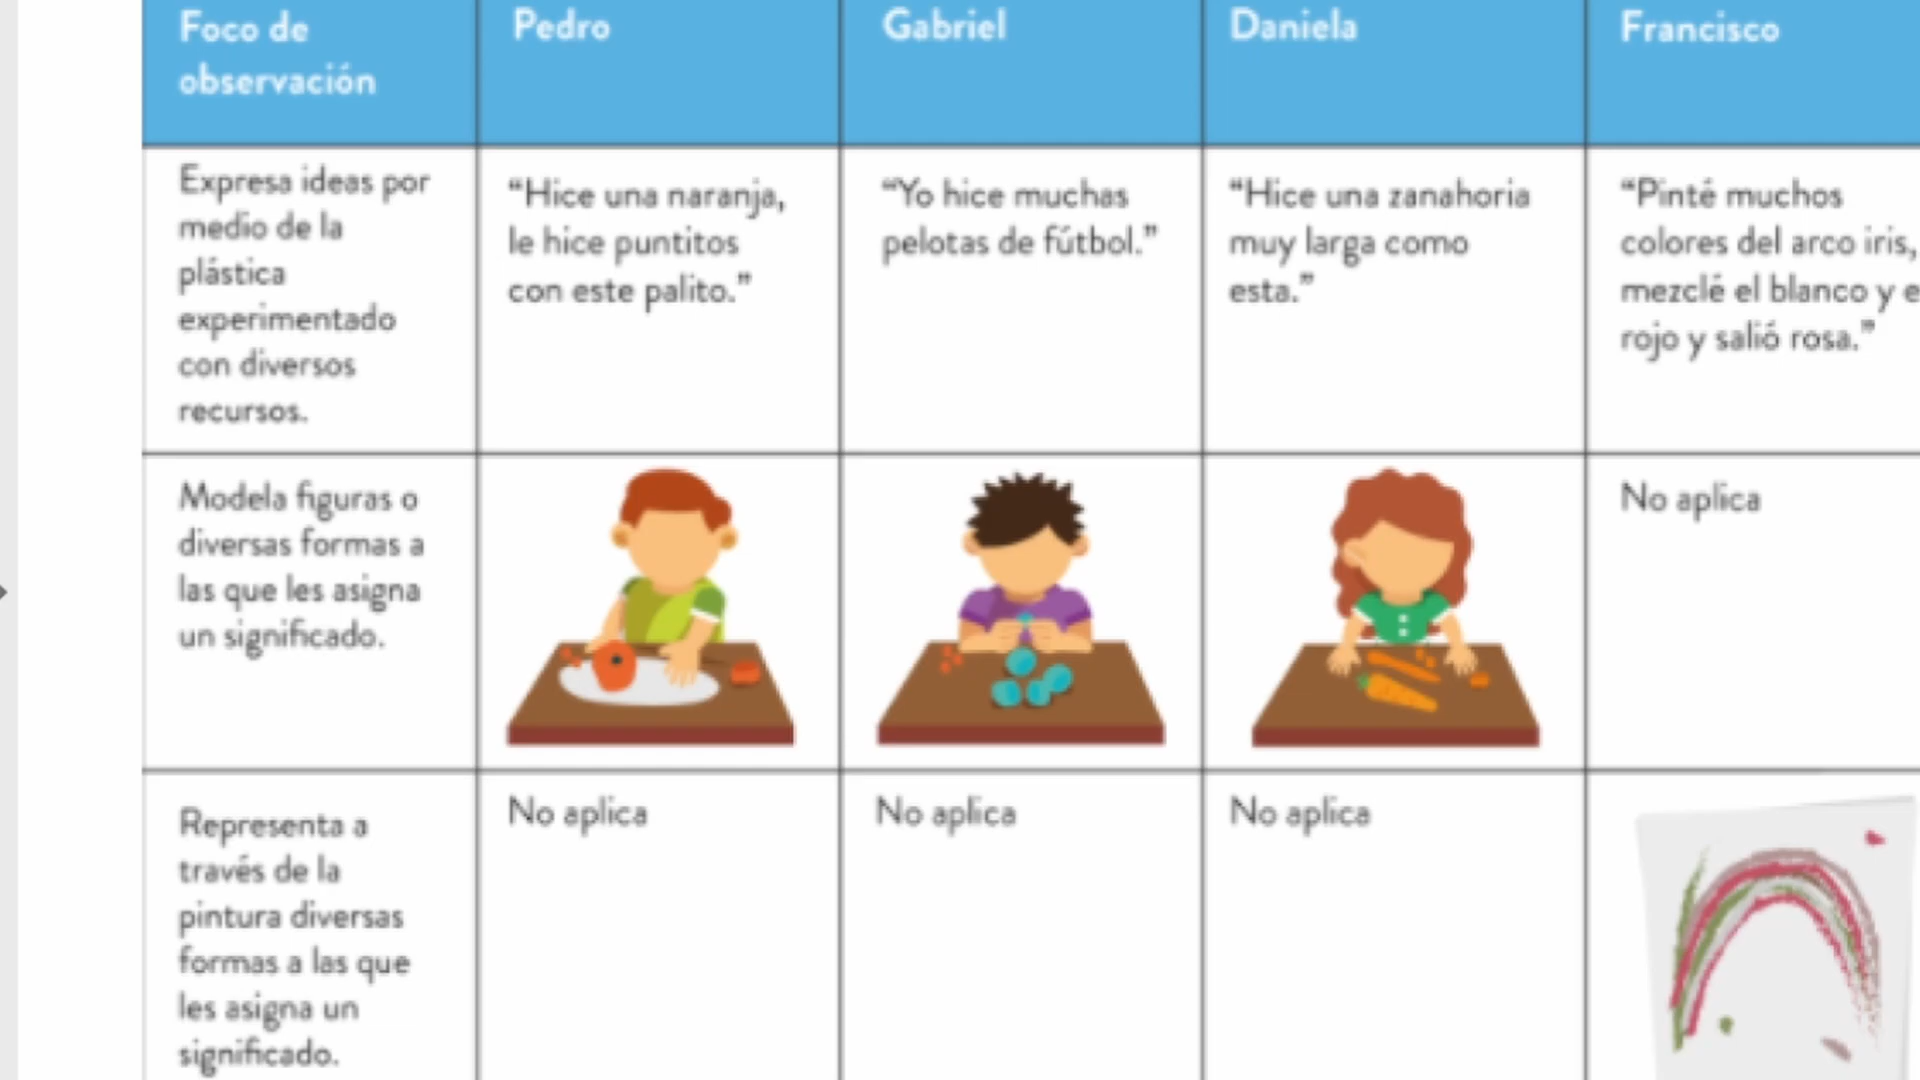 Foco de
observación
Pedro
Gabriel
Daniela
Francisco
Expresa ideas por
medio de la
plástica
experimentado
con diversos
recursos.
“Hice una naranja,
le hice puntitos
con este palito.”
“Yo hice muchas
pelotas de fútbol.”
“Hice una zanahoria
muy larga como
esta.”
“Pinté muchos
colores del arco iris,
mezclé el blanco y e
rojo y salió rosa.”
Modela figuras o
diversas formas a
las que les asigna
un significado.
No aplica
Representa a
través de la
pintura diversas
formas a las que
les asigna un
significado.
No aplica
No aplica
No aplica